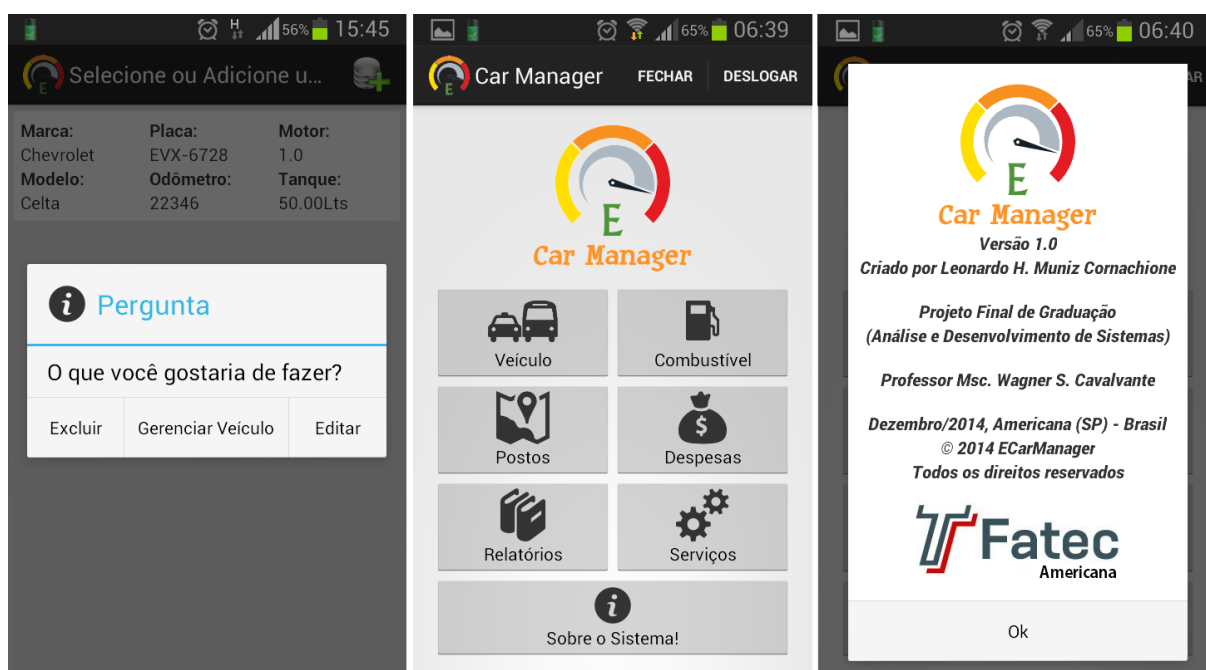 H 56% 15:45
E Selecione ou Adicione u...
Marca: Placa: Motor:
Chevrolet EVX-6728 1.0
Modelo: Odômetro: Tanque:
Celta 22346 50.00Lts
i Pergunta
O que você gostaria de fazer?
Excluir Gerenciar Veículo Editar
65% 06:39
E Car Manager FECHAR DESLOGAR
E
Car Manager
Veículo Combustível
$
Postos Despesas
Relatórios Serviços
i
Sobre o Sistema!
65% 06:40
AR
E
Car Manager
Versão 1.0
Criado por Leonardo H. Muniz Cornachione
Projeto Final de Graduação
(Análise e Desenvolvimento de Sistemas)
Professor Msc. Wagner S. Cavalvante
Dezembro/2014, Americana (SP) - Brasil
© 2014 ECarManager
Todos os direitos reservados
Fatec
Americana
Ok